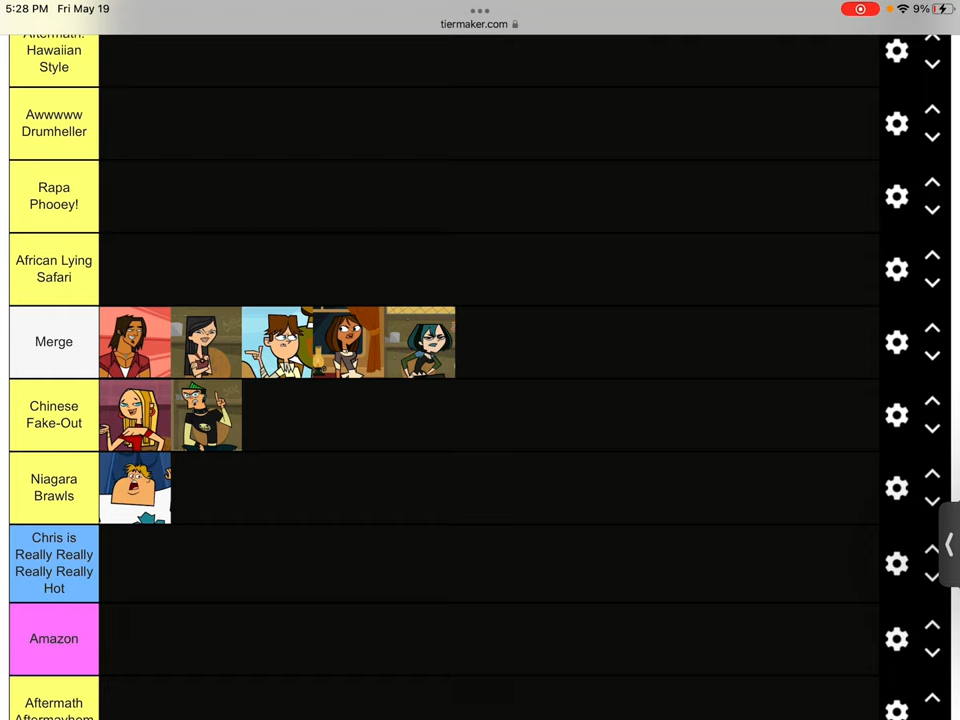 5:28 PM Fri May 19
9%
tiermaker.com
Aftermath:
Hawaiian
Style
Awwwww
Drumheller
Rapa
Phooey!
African Lying
Safari
Merge
Chinese
Fake-Out
Niagara
Brawls
Chris is
Really Really
Really Really
Hot
Amazon
Aftermath
Aftermayhem